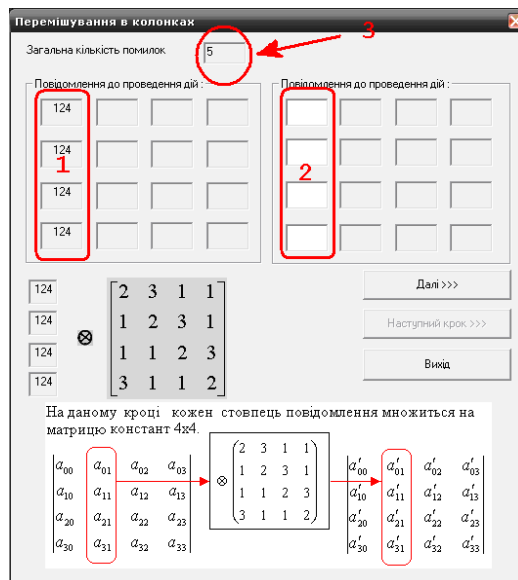 Перемішування в колонках
Загальна кількість помилок 5 3
Повідомлення до проведення дій : Повідомлення до проведення дій :
124
124
1 2
124
124
124 2 3 1 1 Далі >>>
124 1 2 3 1 Наступний крок >>>
⊗
124 1 1 2 3 Вихід
124 3 1 1 2
На даному кроці кожен стовпець повідомлення множиться на
матрицю констант 4х4.
a00 a01 a02 a03 2 3 1 1 a'00 a'01 a'02 a'03
a10 a11 a12 a13 ⊗ 1 2 3 1 a'10 a'11 a'12 a'13
a20 a21 a22 a23 1 1 2 3 a'20 a'21 a'22 a'23
a30 a31 a32 a33 3 1 1 2 a'30 a'31 a'32 a'33